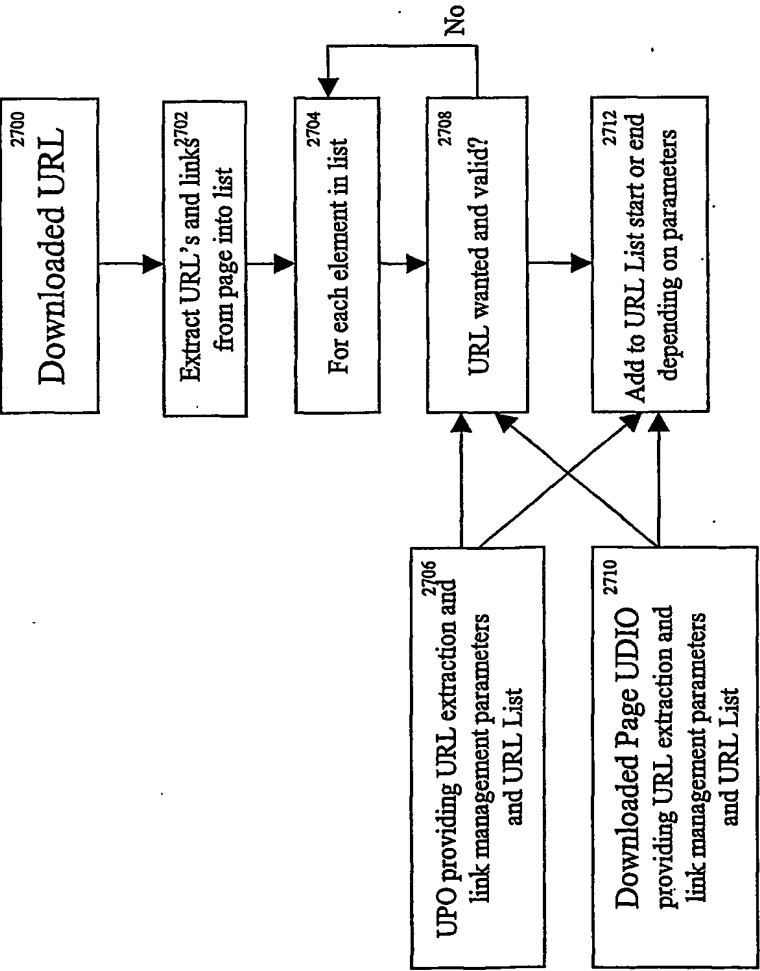 2700
Downloaded URL
2702
Extract URL's and links
from page into list
2704
For each element in list
No
2706
UPO providing URL extraction and
link management parameters
and URL List
2708
URL wanted and valid?
2710
Downloaded Page UDIO
providing URL extraction and
link management parameters
and URL List
2712
Add to URL List start or end
depending on parameters